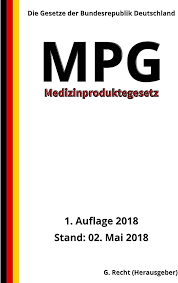 Die Gesetze der Bundesrepublik Deutschland
MPG
Medizinproduktegesetz
1. Auflage 2018
Stand: 02. Mai 2018
G. Recht (Herausgeber)